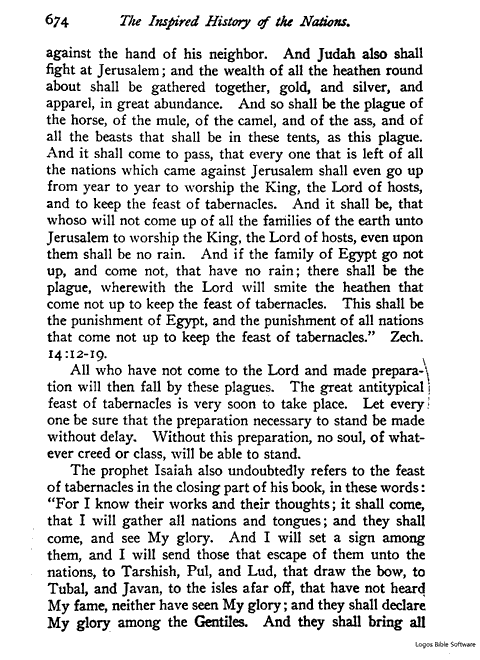 674 The Inspired History of the Nations.
against the hand of his neighbor. And Judah also shall
fight at Jerusalem; and the wealth of all the heathen round
about shall be gathered together, gold, and silver, and
apparel, in great abundance. And so shall be the plague of
the horse, of the mule, of the camel, and of the ass, and of
all the beasts that shall be in these tents, as this plague.
And it shall come to pass, that every one that is left of all
the nations which came against Jerusalem shall even go up
from year to year to worship the King, the Lord of hosts,
and to keep the feast of tabernacles. And it shall be, that
whoso will not come up of all the families of the earth unto
Jerusalem to worship the King, the Lord of hosts, even upon
them shall be no rain. And if the family of Egypt go not
up, and come not, that have no rain; there shall be the
plague, wherewith the Lord will smite the heathen that
come not up to keep the feast of tabernacles. This shall be
the punishment of Egypt, and the punishment of all nations
that come not up to keep the feast of tabernacles." Zech.
14:12-19.
All who have not come to the Lord and made prepara-
tion will then fall by these plagues. The great antitypical
feast of tabernacles is very soon to take place. Let every
one be sure that the preparation necessary to stand be made
without delay. Without this preparation, no soul, of what-
ever creed or class, will be able to stand.
The prophet Isaiah also undoubtedly refers to the feast
of tabernacles in the closing part of his book, in these words:
"For I know their works and their thoughts; it shall come,
that I will gather all nations and tongues; and they shall
come, and see My glory. And I will set a sign among
them, and I will send those that escape of them unto the
nations, to Tarshish, Pul, and Lud, that draw the bow, to
Tubal, and Javan, to the isles afar off, that have not heard
My fame, neither have seen My glory; and they shall declare
My glory among the Gentiles. And they shall bring all
Logos Bible Software